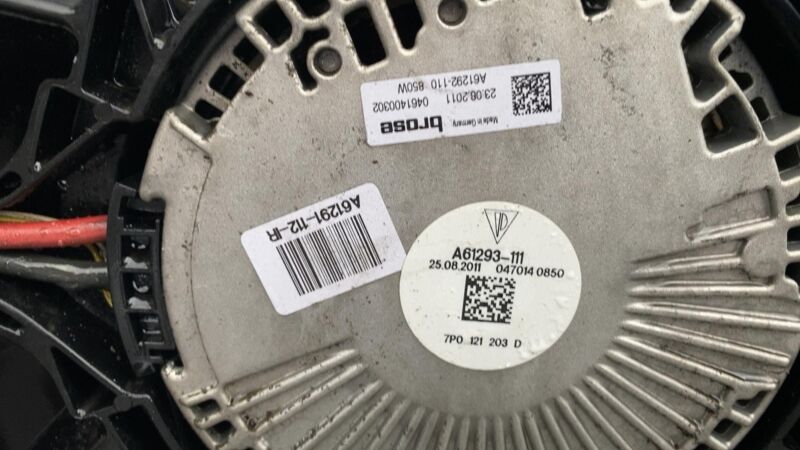 brose
Made in Germany
23.08.2011 0461400302
A61292-110 850W
A61291-112-IR
A61293-111
25.08.2011 047014 0850
7P0 121 203 D